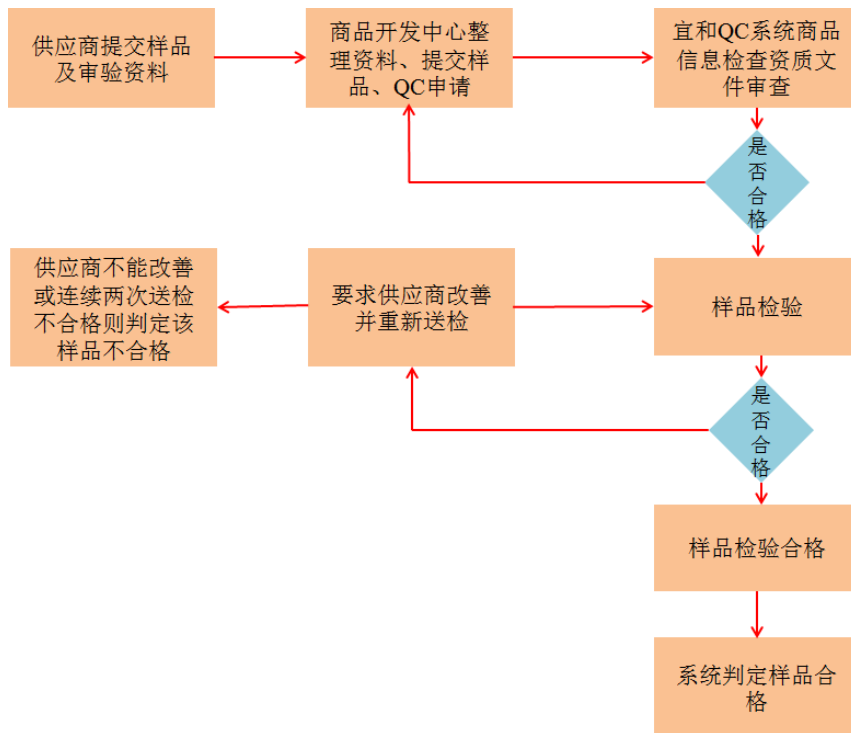 供应商提交样品
及审验资料
商品开发中心整
理资料、提交样
品、QC申请
宜和QC系统商品
信息检查资质文
件审查
是
否
合
格
供应商不能改善
或连续两次送检
不合格则判定该
样品不合格
要求供应商改善
并重新送检
样品检验
是
否
合
格
样品检验合格
系统判定样品合
格